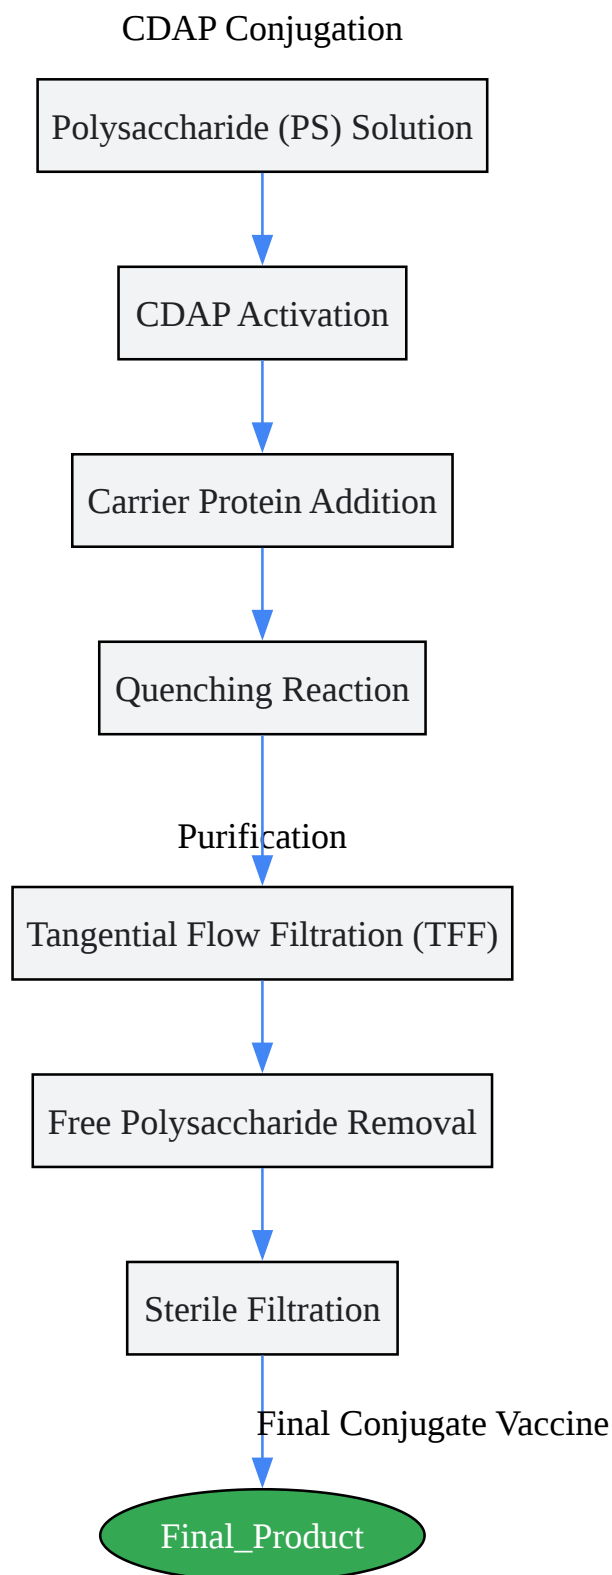 CDAP Conjugation
Polysaccharide (PS) Solution
CDAP Activation
Carrier Protein Addition
Quenching Reaction
Purification
Tangential Flow Filtration (TFF)
Free Polysaccharide Removal
Sterile Filtration
Final Conjugate Vaccine
Final_Product